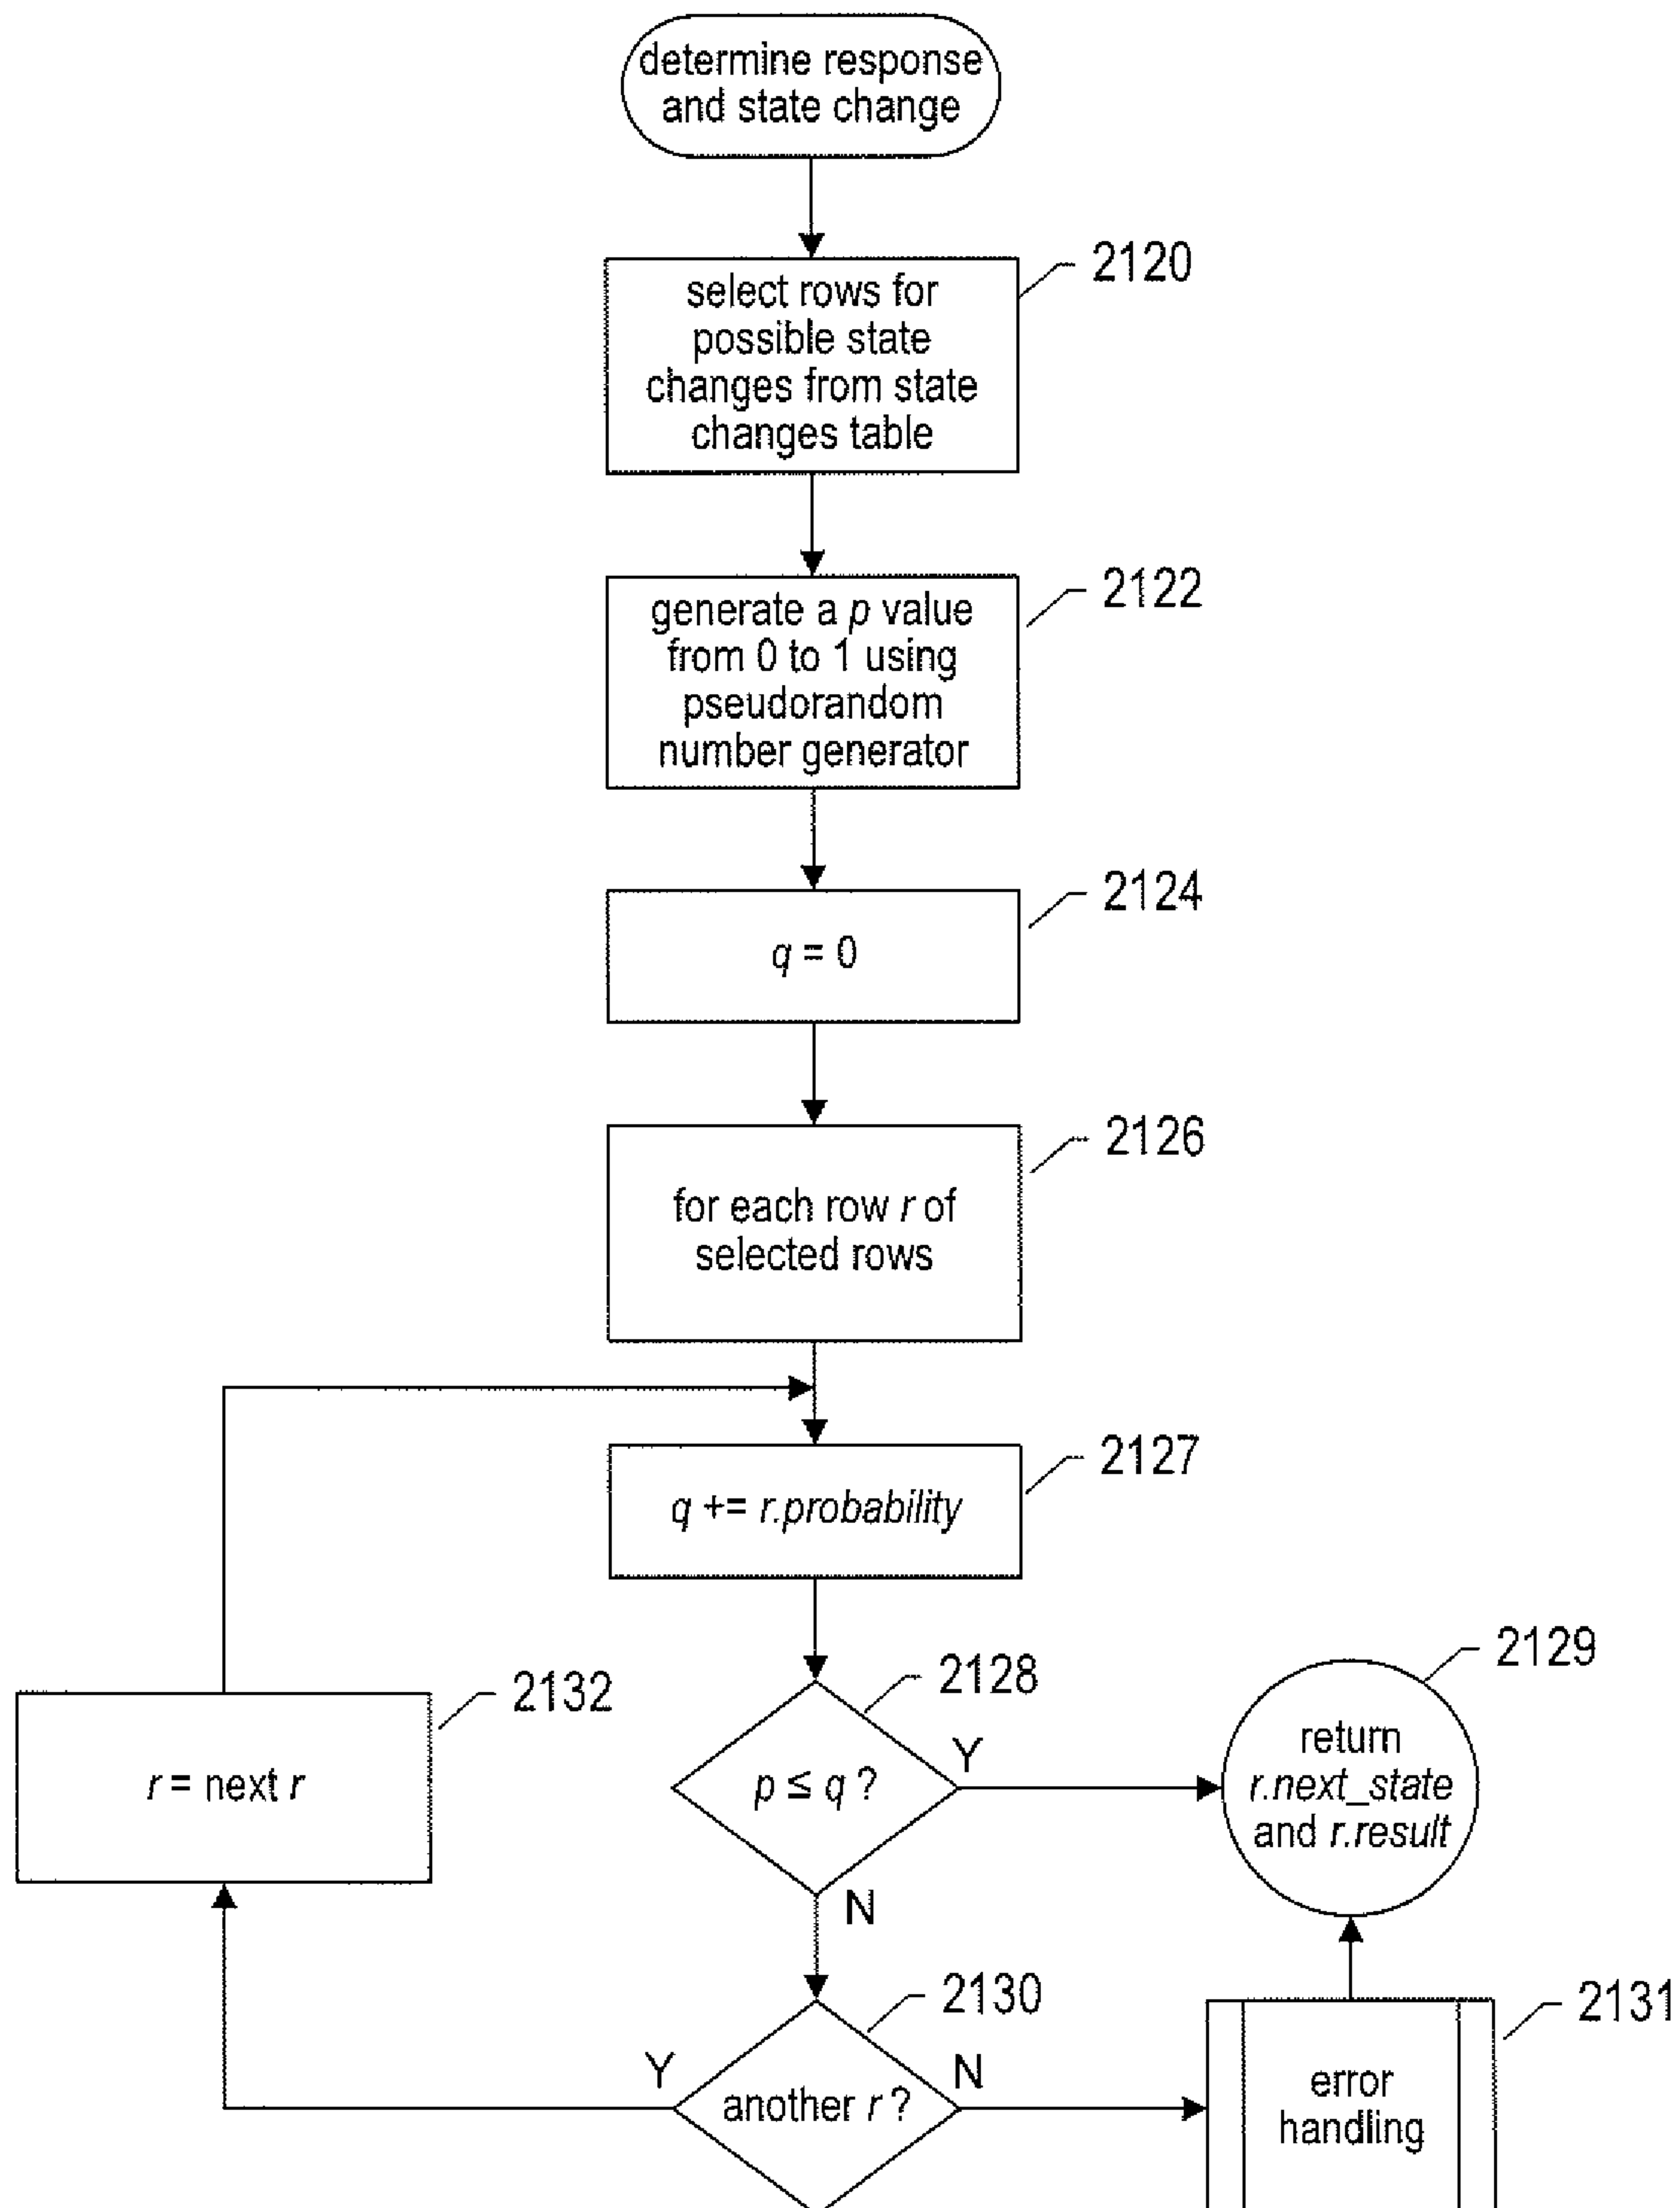 determine response
and state change
2120
select rows for
possible state
changes from state
changes table
2122
generate a p value
from 0 to 1 using
pseudorandom
number generator
2124
q = 0
2126
for each row r of
selected rows
2127
q += r.probability
2128
p ≤ q ?
Y
N
2129
return
r.next_state
and r.result
2132
r = next r
2130
another r ?
Y
N
2131
error
handling